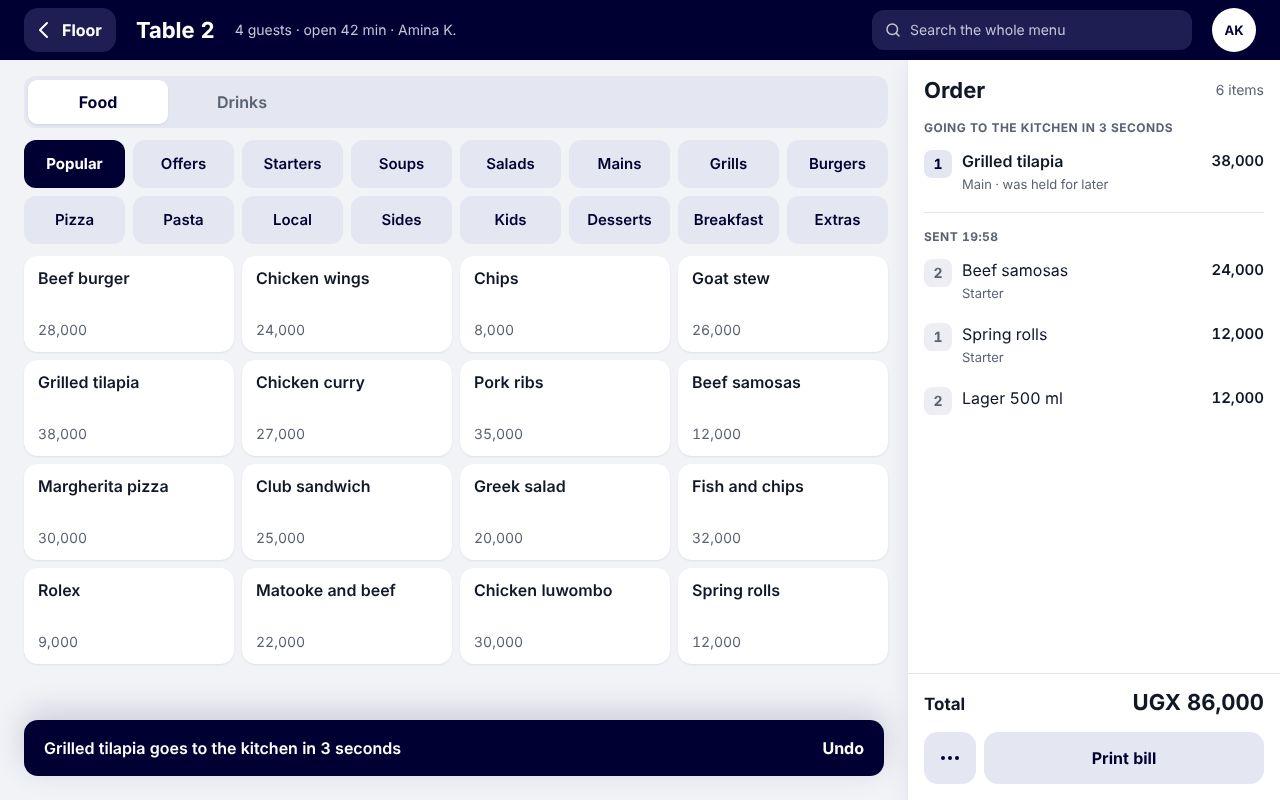 Floor
Table 2
4 guests · open 42 min · Amina K.
Search the whole menu
AK
Food
Drinks
Popular
Offers
Starters
Soups
Salads
Mains
Grills
Burgers
Pizza
Pasta
Local
Sides
Kids
Desserts
Breakfast
Extras
Beef burger
28,000
Chicken wings
24,000
Chips
8,000
Goat stew
26,000
Grilled tilapia
38,000
Chicken curry
27,000
Pork ribs
35,000
Beef samosas
12,000
Margherita pizza
30,000
Club sandwich
25,000
Greek salad
20,000
Fish and chips
32,000
Rolex
9,000
Matooke and beef
22,000
Chicken luwombo
30,000
Spring rolls
12,000
Grilled tilapia goes to the kitchen in 3 seconds
Undo
Order
6 items
GOING TO THE KITCHEN IN 3 SECONDS
1 Grilled tilapia 38,000
Main · was held for later
SENT 19:58
2 Beef samosas 24,000
Starter
1 Spring rolls 12,000
Starter
2 Lager 500 ml 12,000
Total UGX 86,000
Print bill